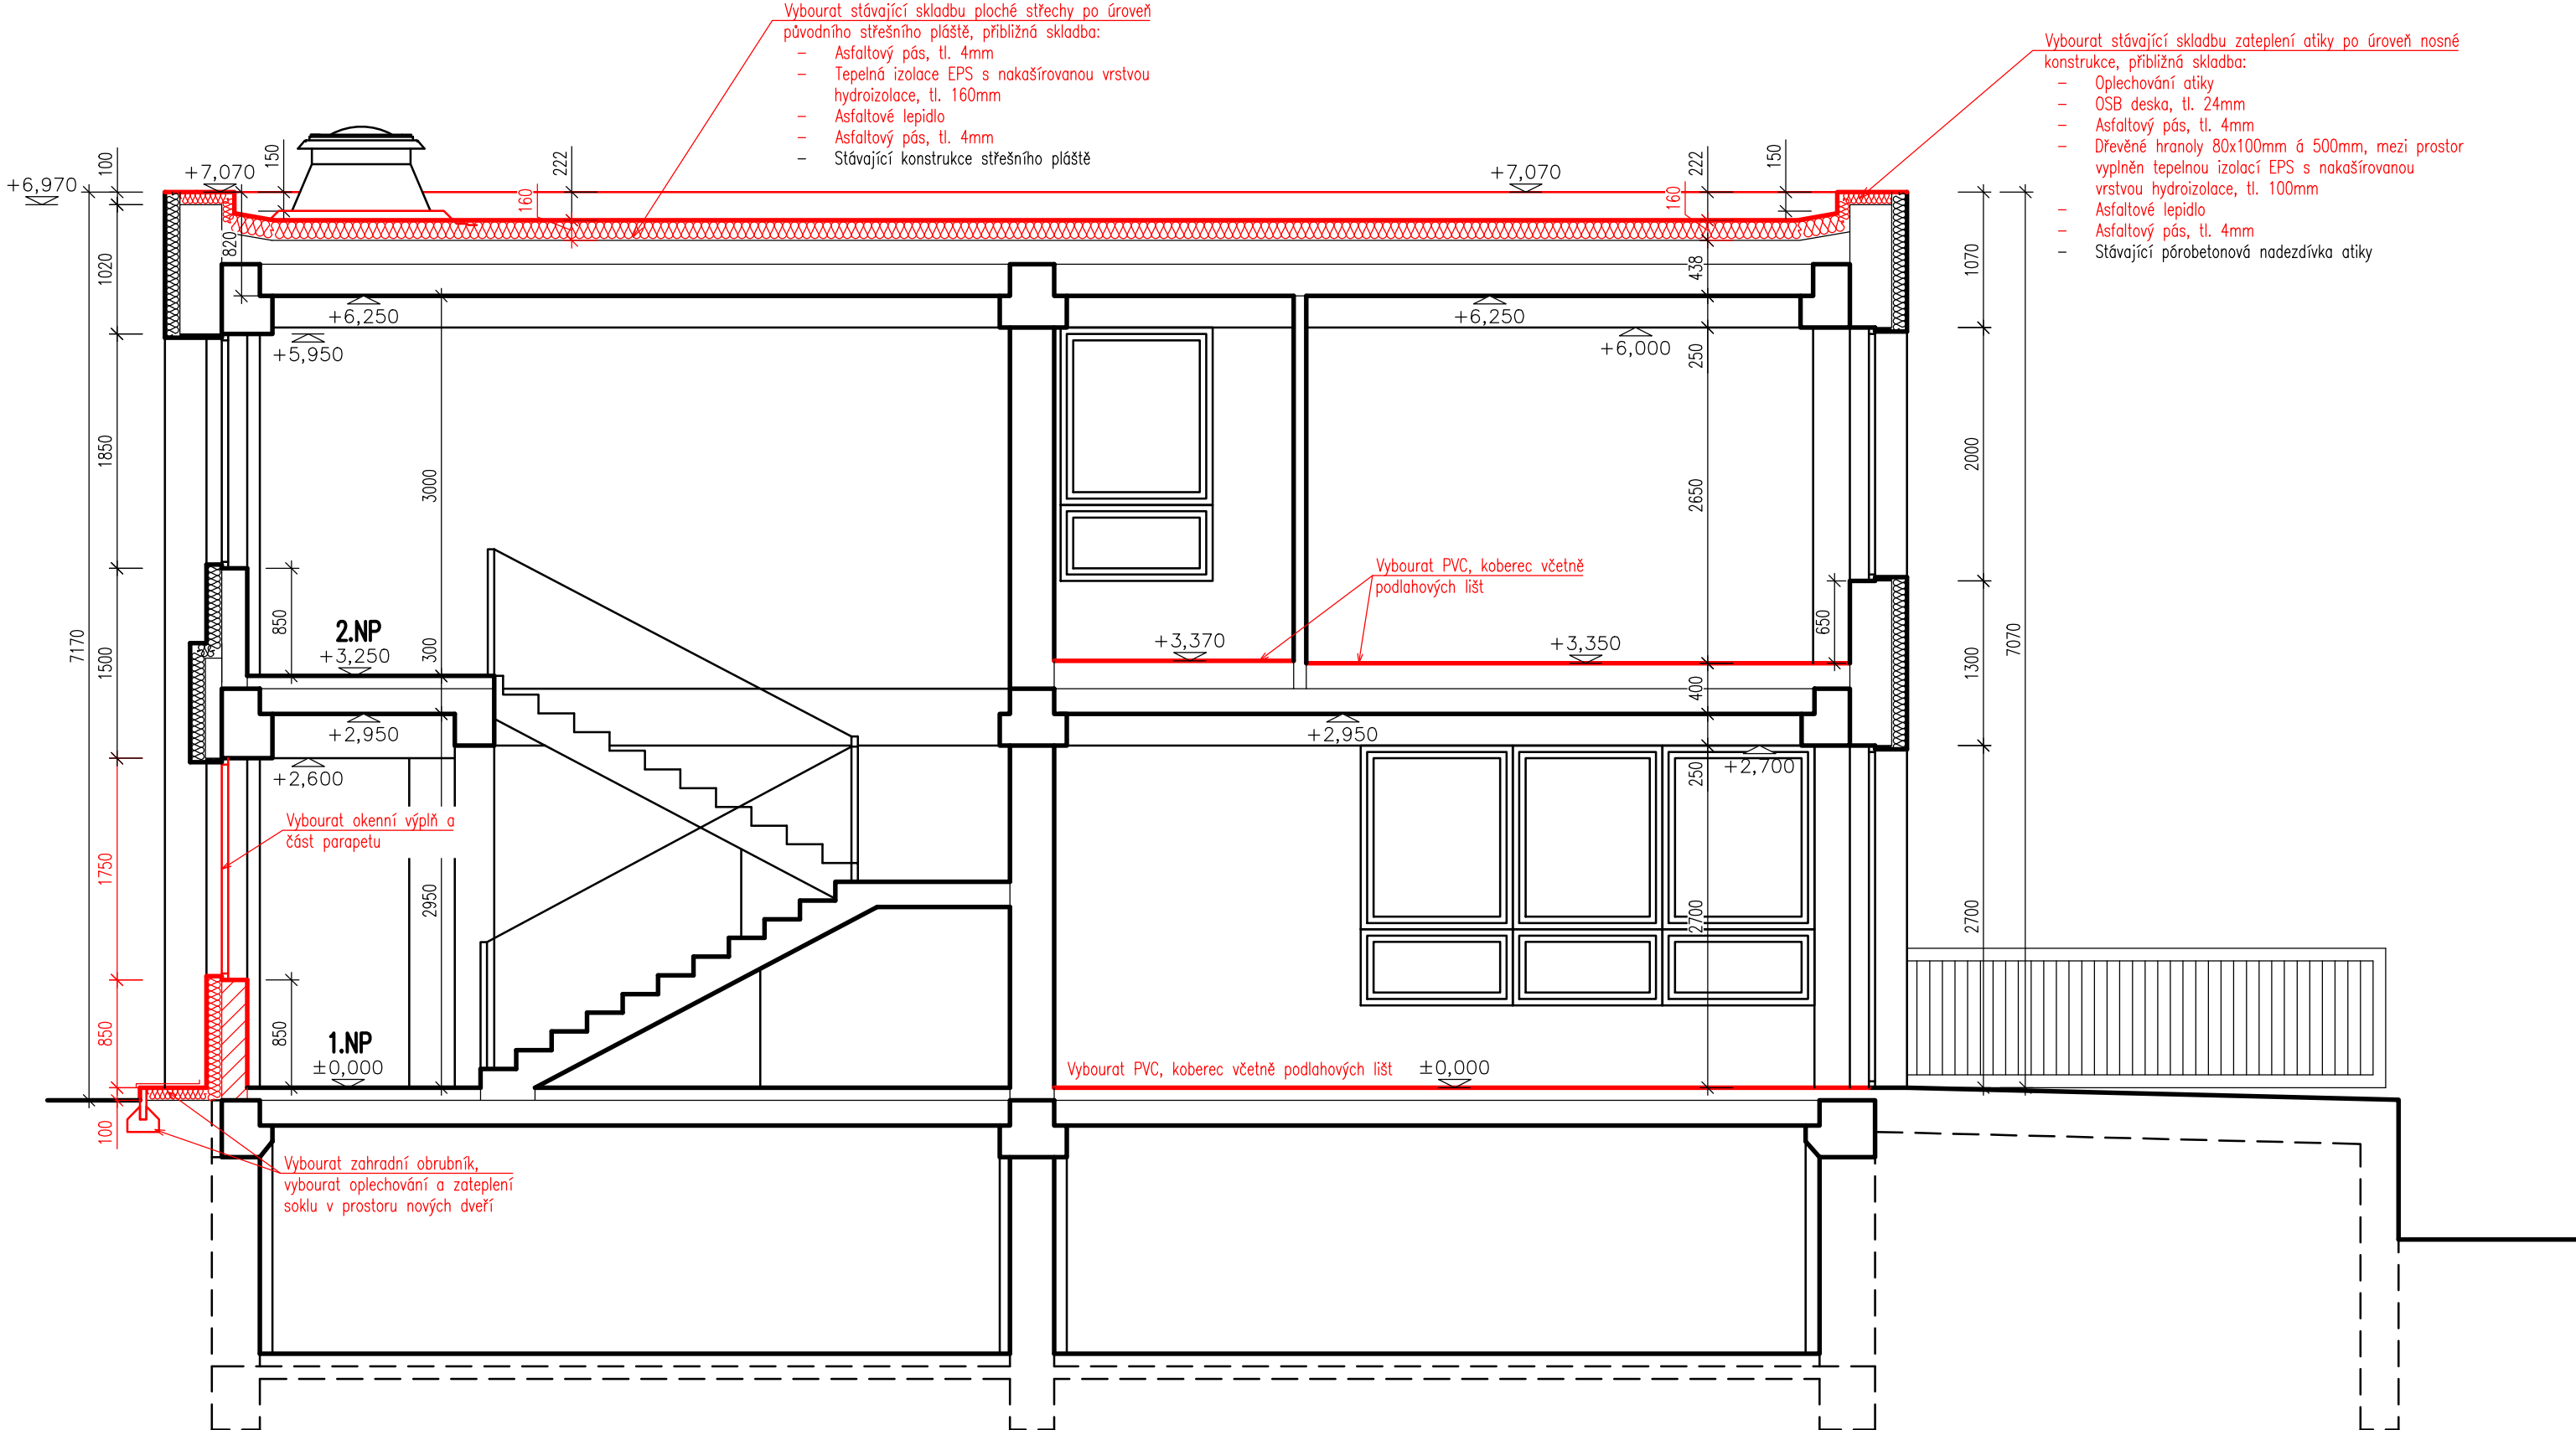 Vybourat stávající skladbu ploché střechy po úroveň
původního střešního pláště, přibližná skladba:
- Asfaltový pás, tl. 4mm
- Tepelná izolace EPS s nakašírovanou vrstvou
hydroizolace, tl. 160mm
- Asfaltové lepidlo
- Asfaltový pás, tl. 4mm
- Stávající konstrukce střešního pláště
Vybourat stávající skladbu zateplení atiky po úroveň nosné
konstrukce, přibližná skladba:
- Oplechování atiky
- OSB deska, tl. 24mm
- Asfaltový pás, tl. 4mm
- Dřevěné hranoly 80x100mm á 500mm, mezi prostor
vyplněn tepelnou izolací EPS s nakašírovanou
vrstvou hydroizolace, tl. 100mm
- Asfaltové lepidlo
- Asfaltový pás, tl. 4mm
- Stávající pórobetonová nadezdívka atiky
+6,970
100
+7,070
150
222
160
+7,070
160
222
150
1020
820
438
1070
+6,250
+6,250
+5,950
+6,000
250
1850
3000
2650
2000
Vybourat PVC, koberec včetně
podlahových lišt
850
2.NP
+3,250
300
+3,370
+3,350
650
7170
1500
1300
7070
400
+2,950
+2,950
+2,600
+2,700
250
Vybourat okenní výplň a
část parapetu
1750
2950
2700
2700
850
850
1.NP
±0,000
Vybourat PVC, koberec včetně podlahových lišt
±0,000
100
Vybourat zahradní obrubník,
vybourat oplechování a zateplení
soklu v prostoru nových dveří